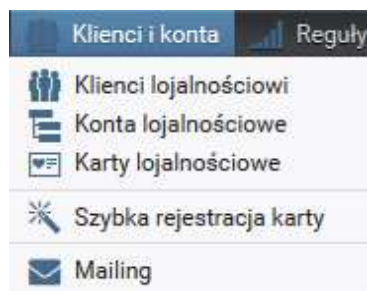 Klienci i konta Reguły
Klienci lojalnościowi
Konta lojalnościowe
Karty lojalnościowe
Szybka rejestracja karty
Mailing